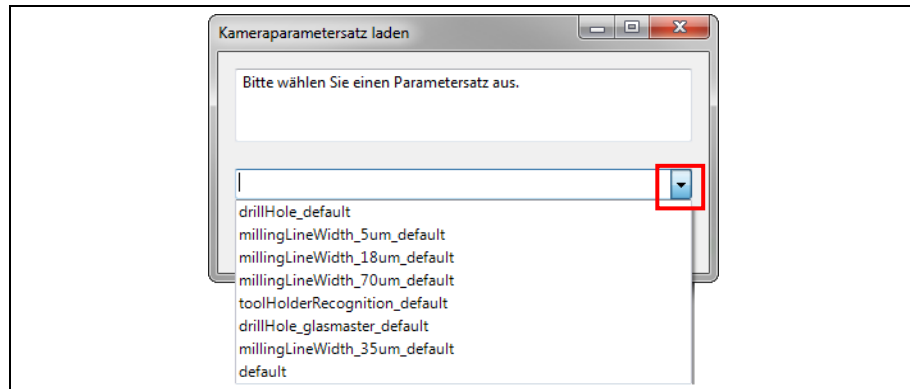 Kameraparametersatz laden
Bitte wählen Sie einen Parametersatz aus.
drillHole_default
millingLineWidth_5um_default
millingLineWidth_18um_default
millingLineWidth_70um_default
toolHolderRecognition_default
drillHole_glasmaster_default
millingLineWidth_35um_default
default